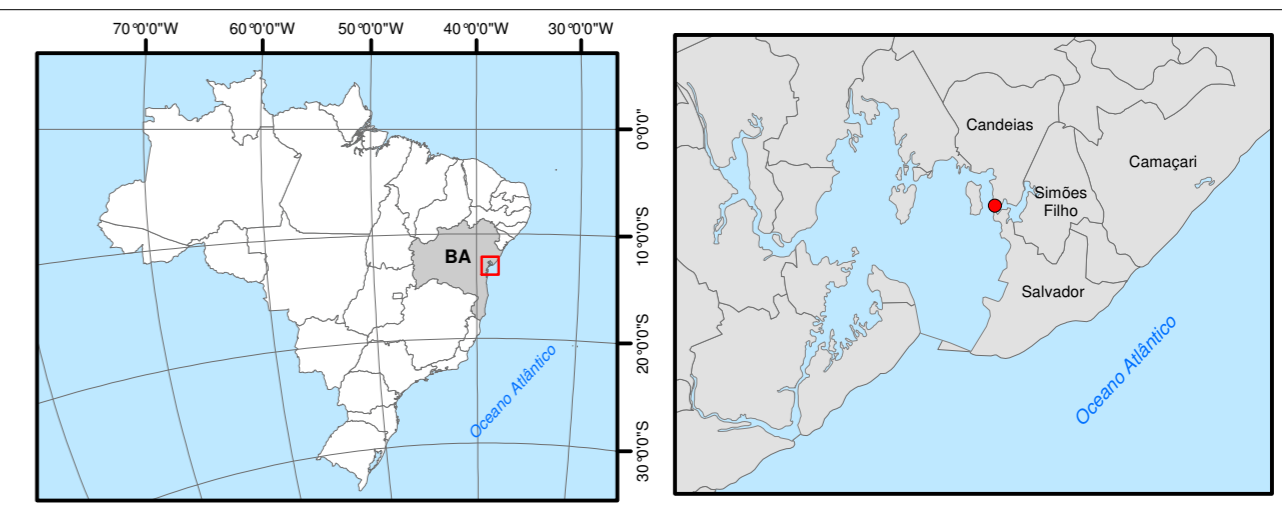 70°0'0"W 60°0'0"W 50°0'0"W 40°0'0"W 30°0'0"W
0°0'0"
10°0'0"S
20°0'0"S
30°0'0"S
BA
Oceano Atlântico
Candeias
Camaçari
Simões
Filho
Salvador
Oceano Atlântico